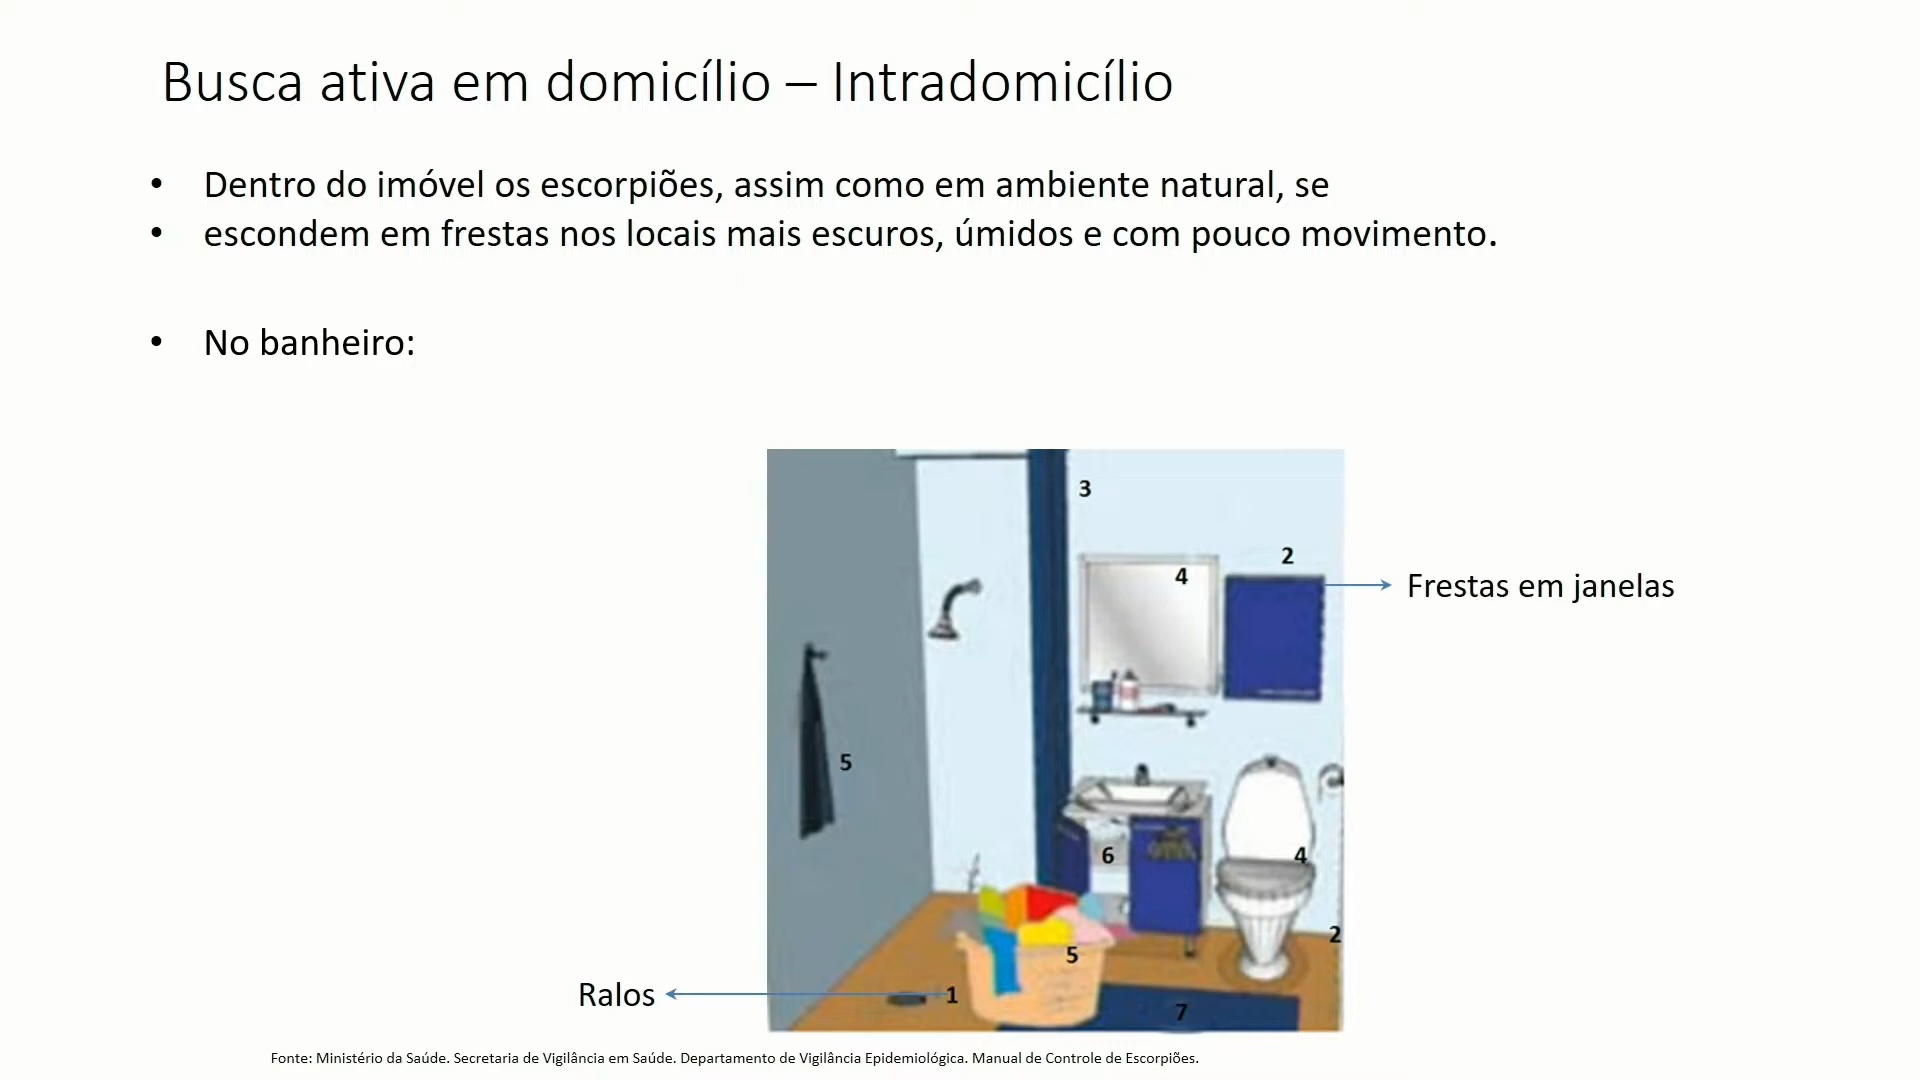 Busca ativa em domicílio – Intradomicílio
• Dentro do imóvel os escorpiões, assim como em ambiente natural, se
• escondem em frestas nos locais mais escuros, úmidos e com pouco movimento.
• No banheiro:
3
2
4
Frestas em janelas
5
6
4
2
5
Ralos
1
7
Fonte: Ministério da Saúde. Secretaria de Vigilância em Saúde. Departamento de Vigilância Epidemiológica. Manual de Controle de Escorpiões.